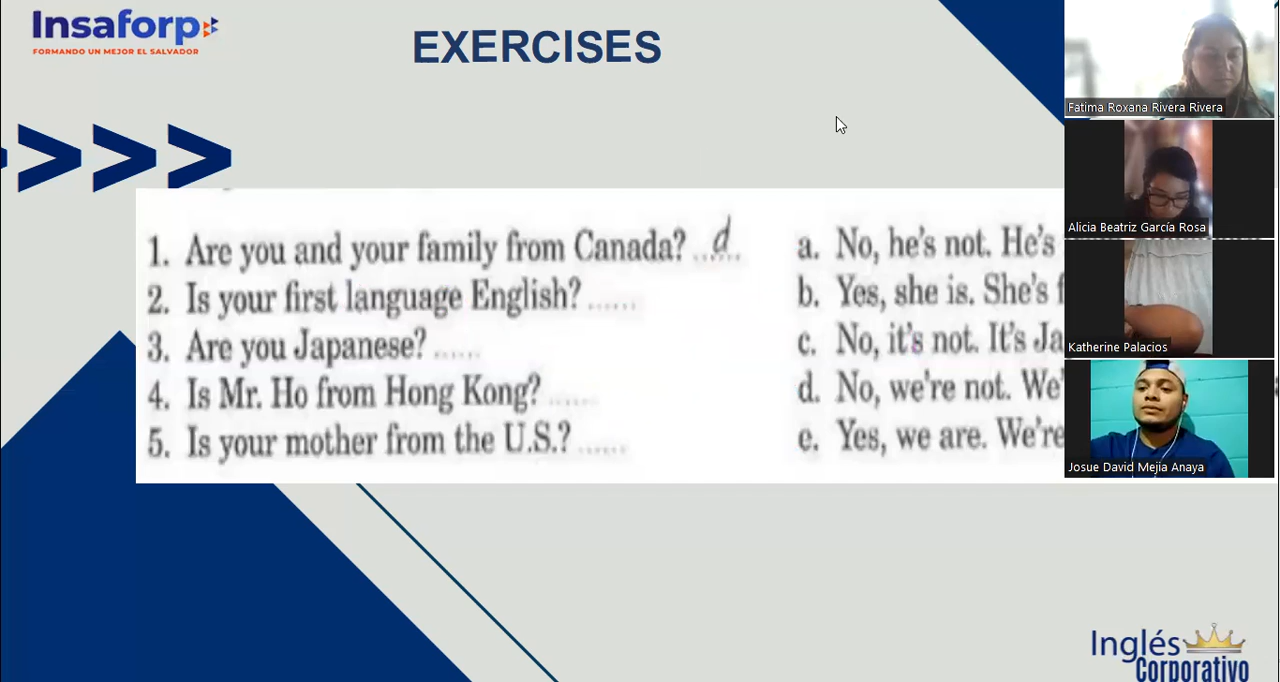 Insaforp
FORMANDO UN MEJOR EL SALVADOR
EXERCISES
1. Are you and your family from Canada? ...d...
2. Is your first language English? ......
3. Are you Japanese? ......
4. Is Mr. Ho from Hong Kong? ......
5. Is your mother from the U.S.? ......
a. No, he's not. He's
b. Yes, she is. She's
c. No, it's not. It's
d. No, we're not.
e. Yes, we are. We're
Fatima Roxana Rivera Rivera
Alicia Beatriz García Rosa
Katherine Palacios
Josue David Mejia Anaya
Inglés
Corporativo